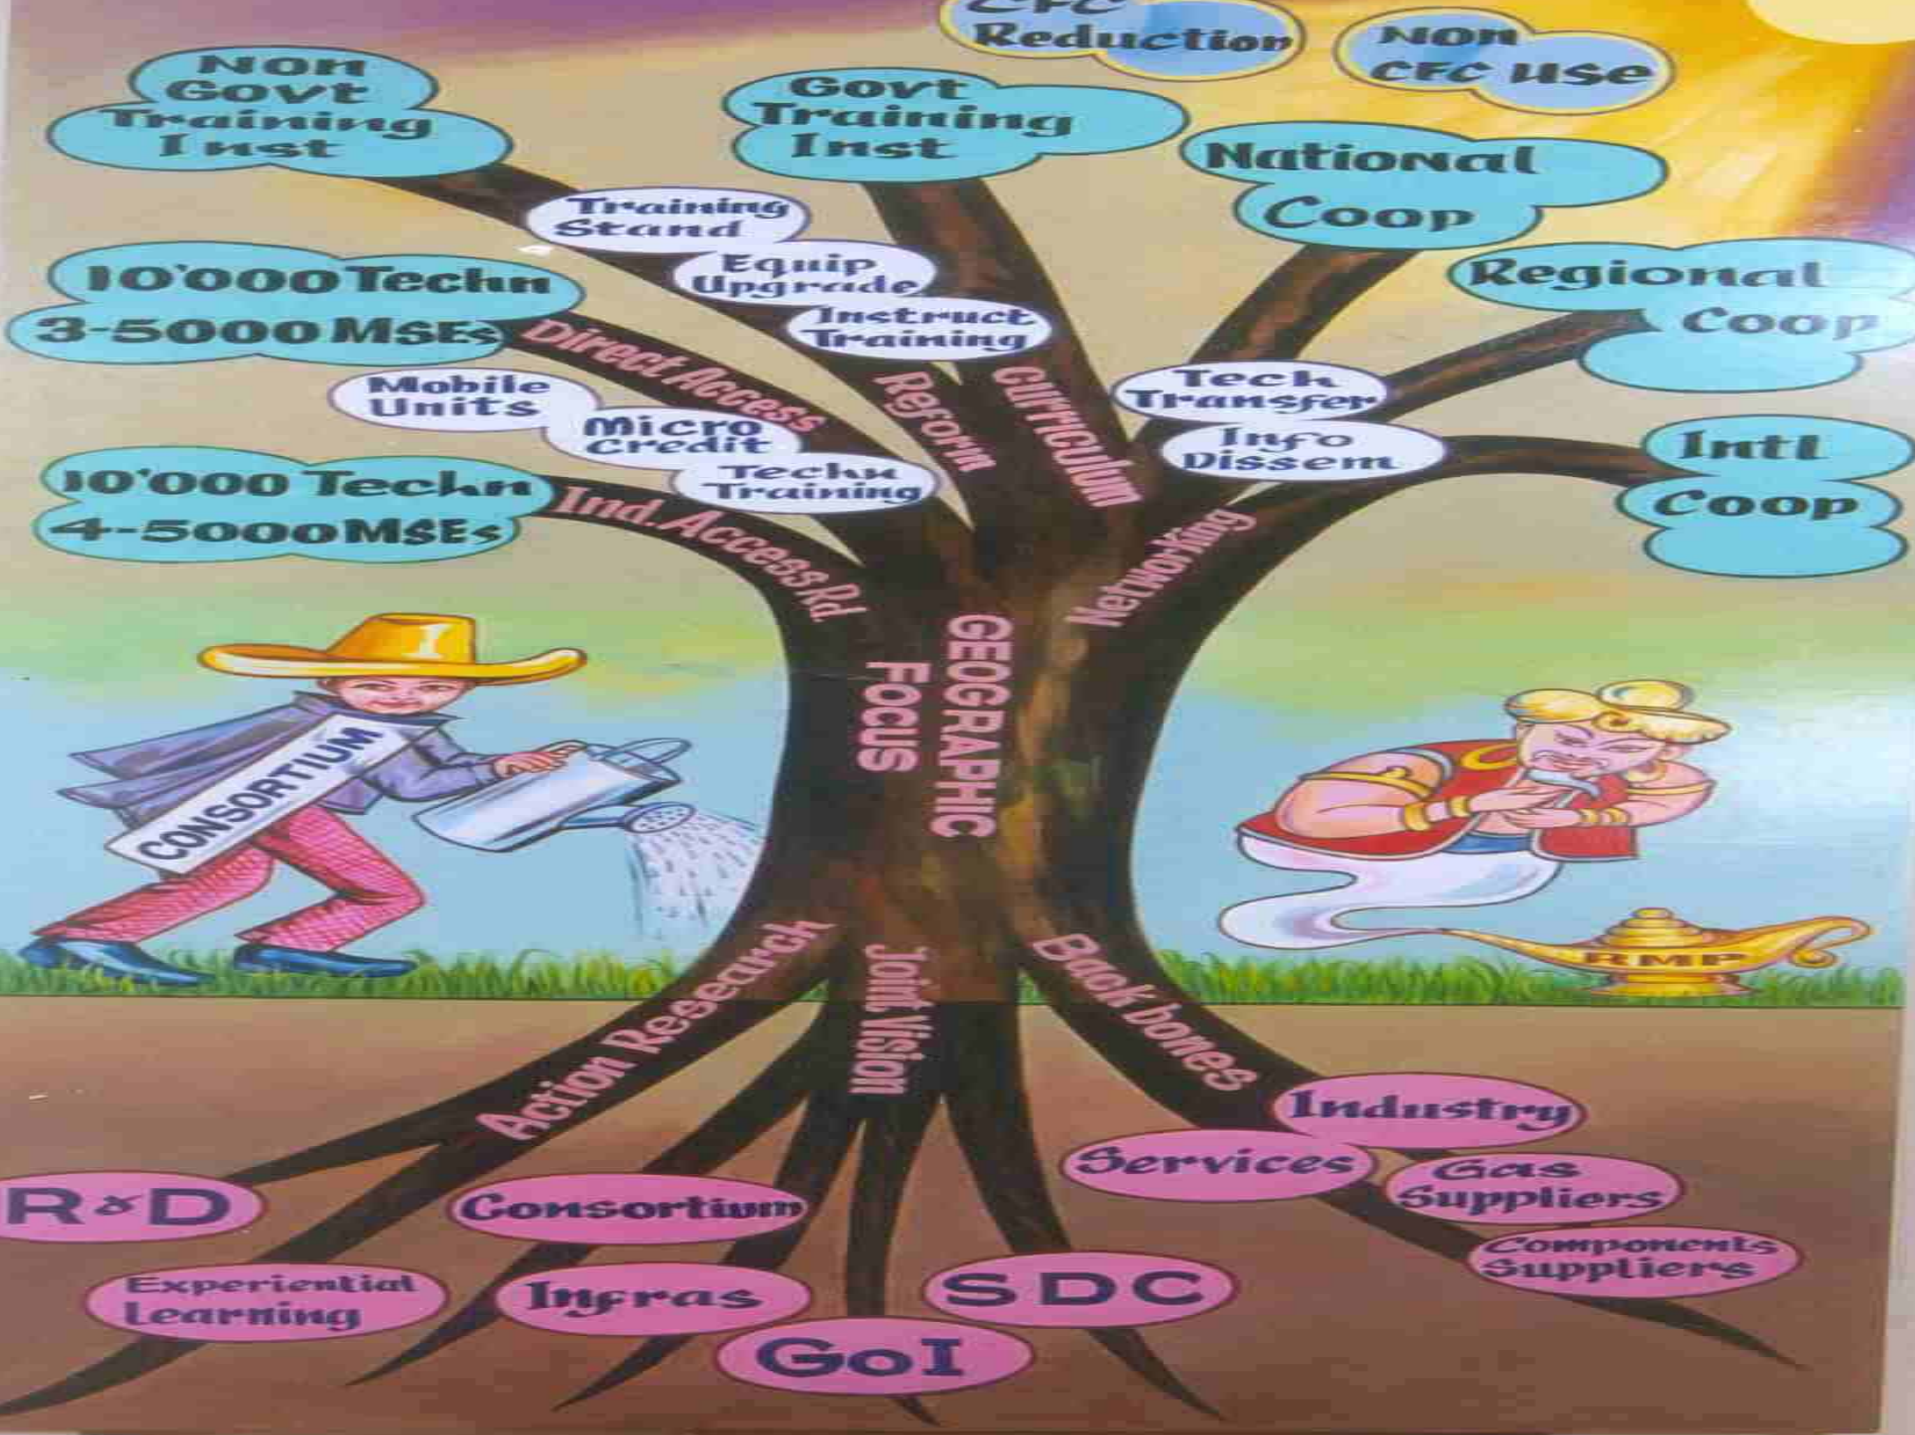 CFC
Reduction
Non
CFC Use
Non
Govt
Training
Inst
Govt
Training
Inst
National
Coop
Regional
Coop
Intl
Coop
Training
Stand
Equip
Upgrade
Instruct
Training
10'000 Techn
3-5000 MSEs
Direct Access
Mobile
Units
Micro
Credit
Techn
Training
10'000 Techn
4-5000 MSEs
Ind. Access Rd.
Reform
Curriculum
Tech
Transfer
Info
Dissem
Networking
GEOGRAPHIC
FOCUS
CONSORTIUM
RMP
Action Research
Joint Vision
Back bones
Industry
Services
Gas
Suppliers
Components
Suppliers
R&D
Consortium
Experiential
Learning
Infras
SDC
GoI